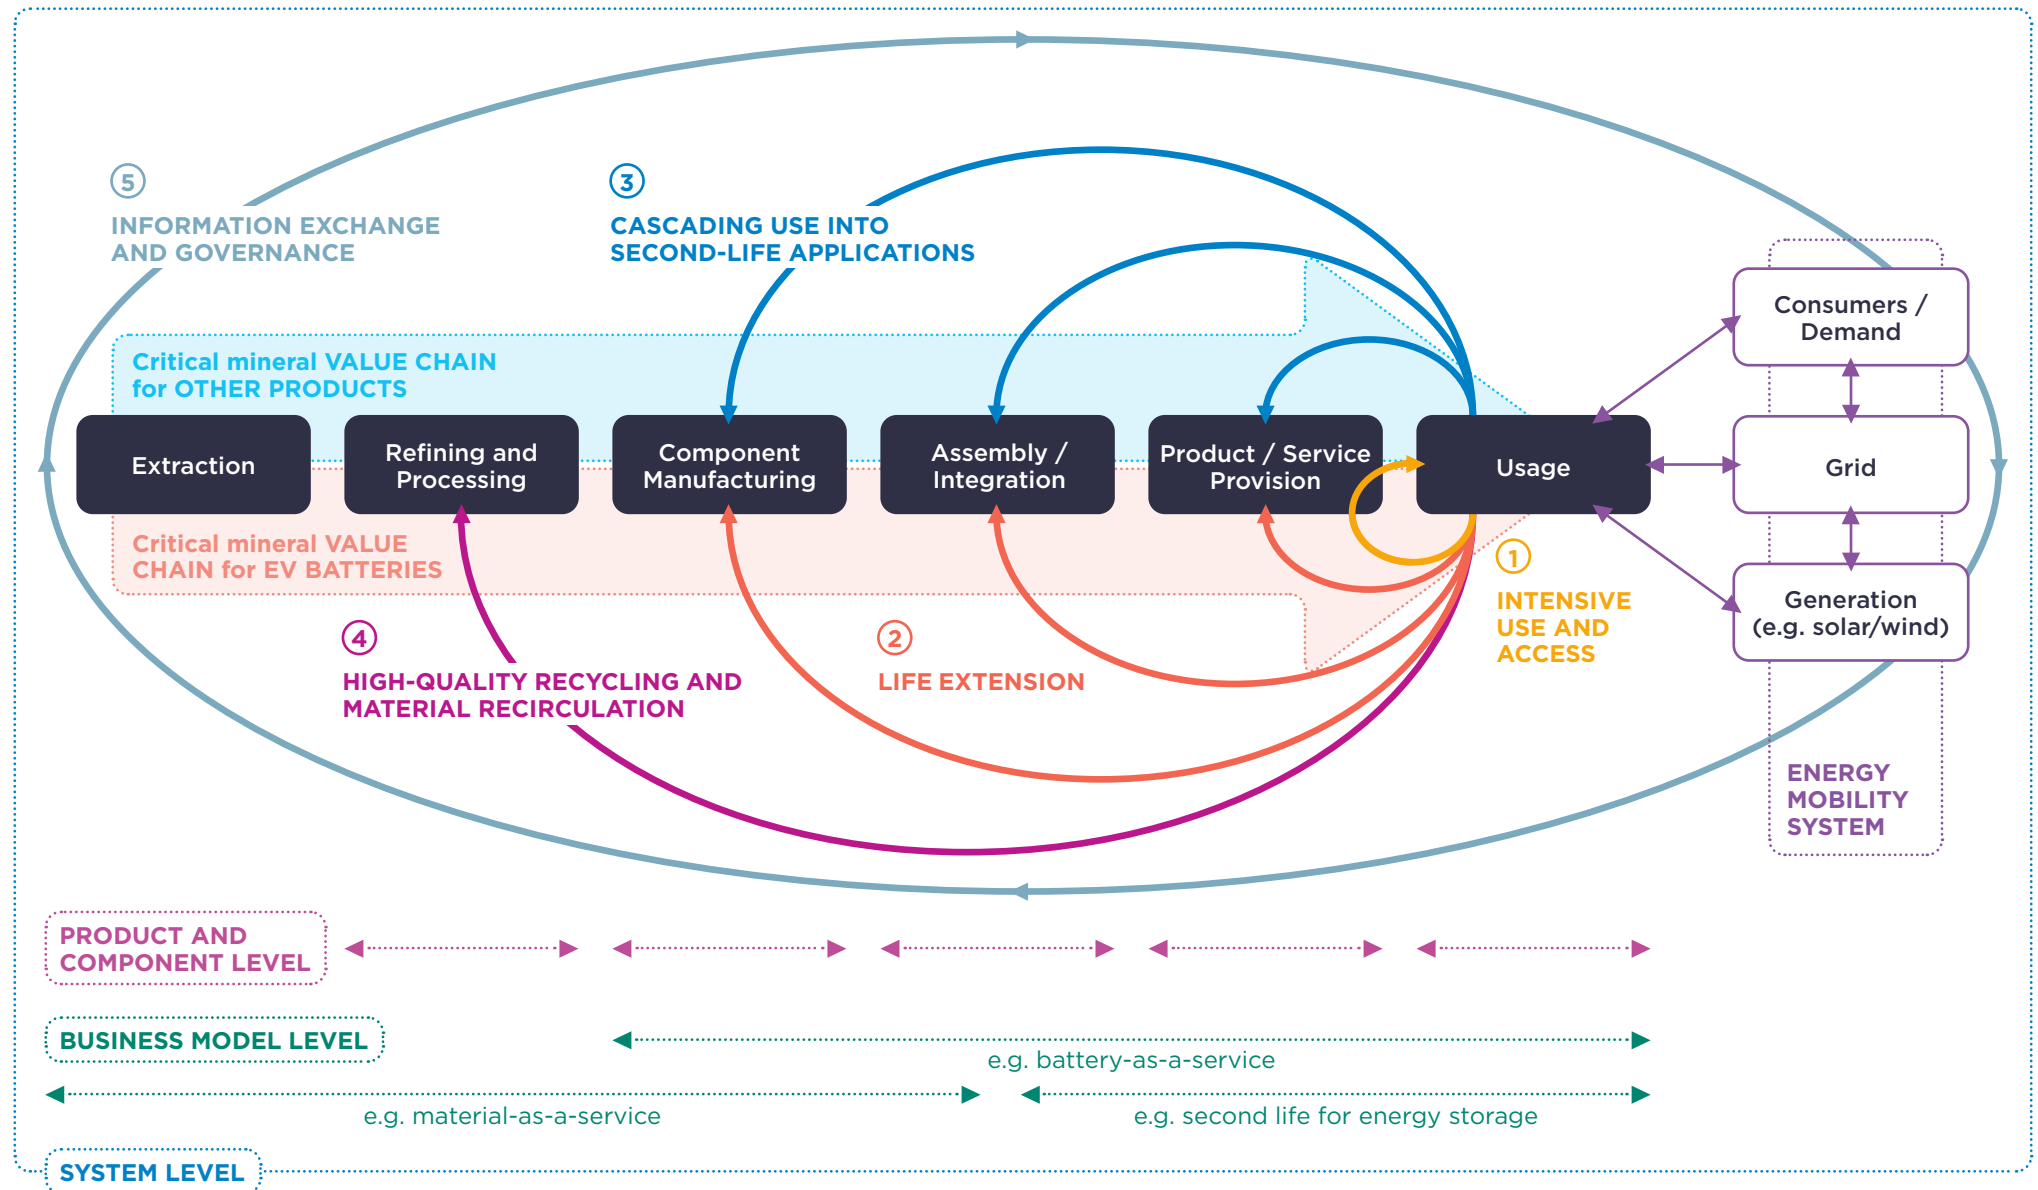 5
INFORMATION EXCHANGE
AND GOVERNANCE
3
CASCADING USE INTO
SECOND-LIFE APPLICATIONS
Critical mineral VALUE CHAIN
for OTHER PRODUCTS
Extraction
Refining and
Processing
Component
Manufacturing
Assembly /
Integration
Product / Service
Provision
Usage
Consumers /
Demand
Grid
Generation
(e.g. solar/wind)
Critical mineral VALUE
CHAIN for EV BATTERIES
1
INTENSIVE
USE AND
ACCESS
4
HIGH-QUALITY RECYCLING AND
MATERIAL RECIRCULATION
2
LIFE EXTENSION
ENERGY
MOBILITY
SYSTEM
PRODUCT AND
COMPONENT LEVEL
BUSINESS MODEL LEVEL
e.g. battery-as-a-service
e.g. material-as-a-service
e.g. second life for energy storage
SYSTEM LEVEL